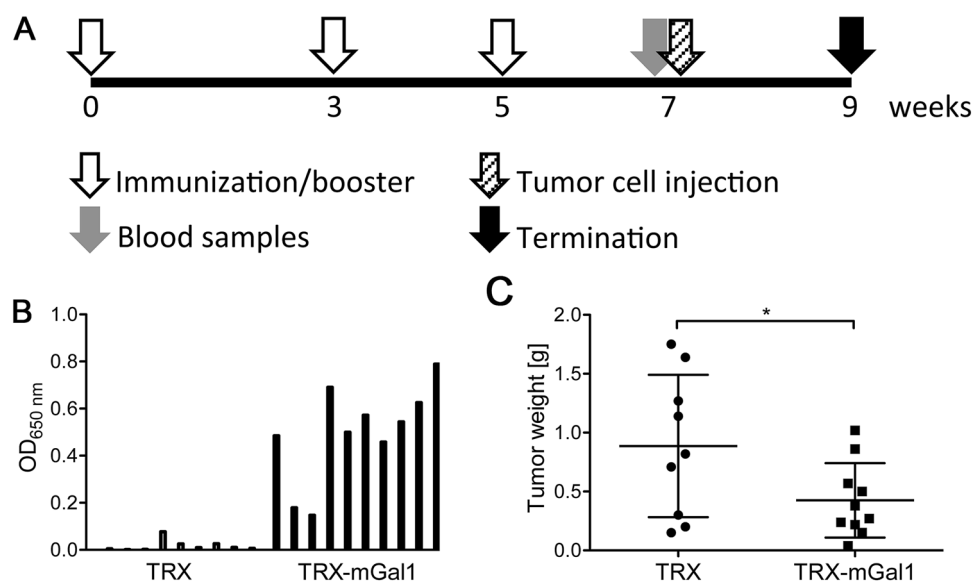 A
0 3 5 7 9 weeks
Immunization/booster Tumor cell injection
Blood samples Termination
B
1.0
0.8
0.6
0.4
0.2
0.0
OD650 nm
TRX TRX-mGal1
C
*
2.0
1.5
1.0
0.5
0.0
Tumor weight [g]
TRX TRX-mGal1